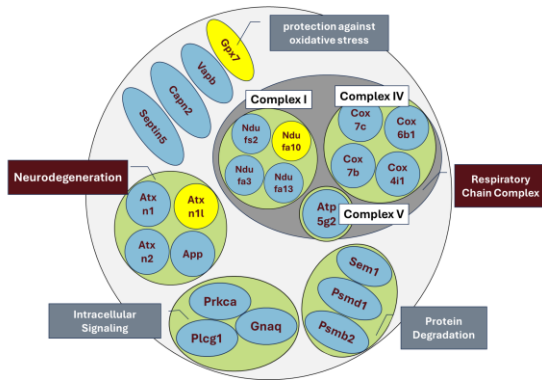 protection against
oxidative stress
Gpx7
Vapb
Capn2
Septin5
Complex I
Ndu
fs2
Ndu
fa10
Ndu
fa3
Ndu
fa13
Complex IV
Cox
7c
Cox
6b1
Cox
7b
Cox
4i1
Atp
5g2
Complex V
Respiratory
Chain Complex
Neurodegeneration
Atx
n1
Atx
n1l
Atx
n2
App
Intracellular
Signaling
Prkca
Plcg1
Gnaq
Sem1
Psmd1
Psmb2
Protein
Degradation